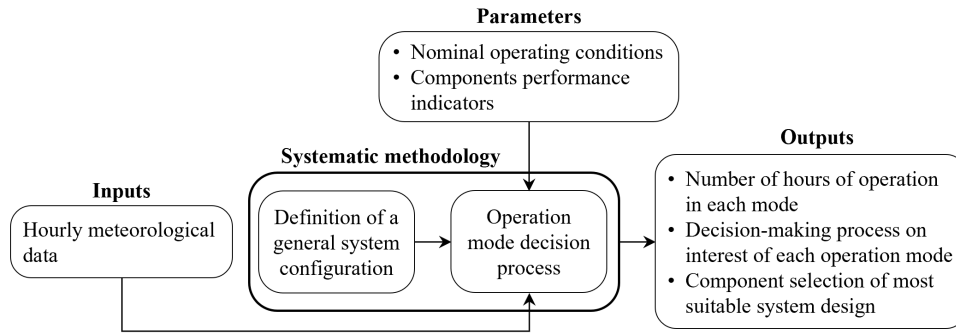 Parameters
• Nominal operating conditions
• Components performance
indicators
Systematic methodology
Inputs
Hourly meteorological
data
Definition of a
general system
configuration
Operation
mode decision
process
Outputs
• Number of hours of operation
in each mode
• Decision-making process on
interest of each operation mode
• Component selection of most
suitable system design